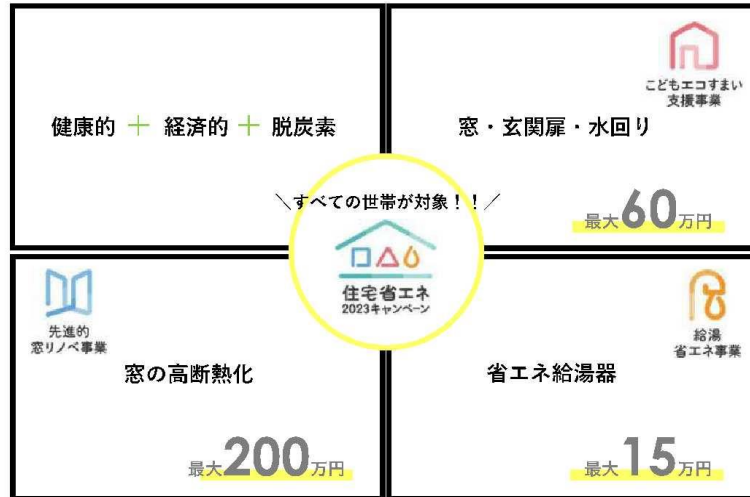 健康的 + 経済的 + 脱炭素
こどもエコすまい
支援事業
窓・玄関扉・水回り
最大60万円
＼すべての世帯が対象！！／
住宅省エネ
2023キャンペーン
先進的
窓リノベ事業
窓の高断熱化
最大200万円
給湯
省エネ事業
省エネ給湯器
最大15万円